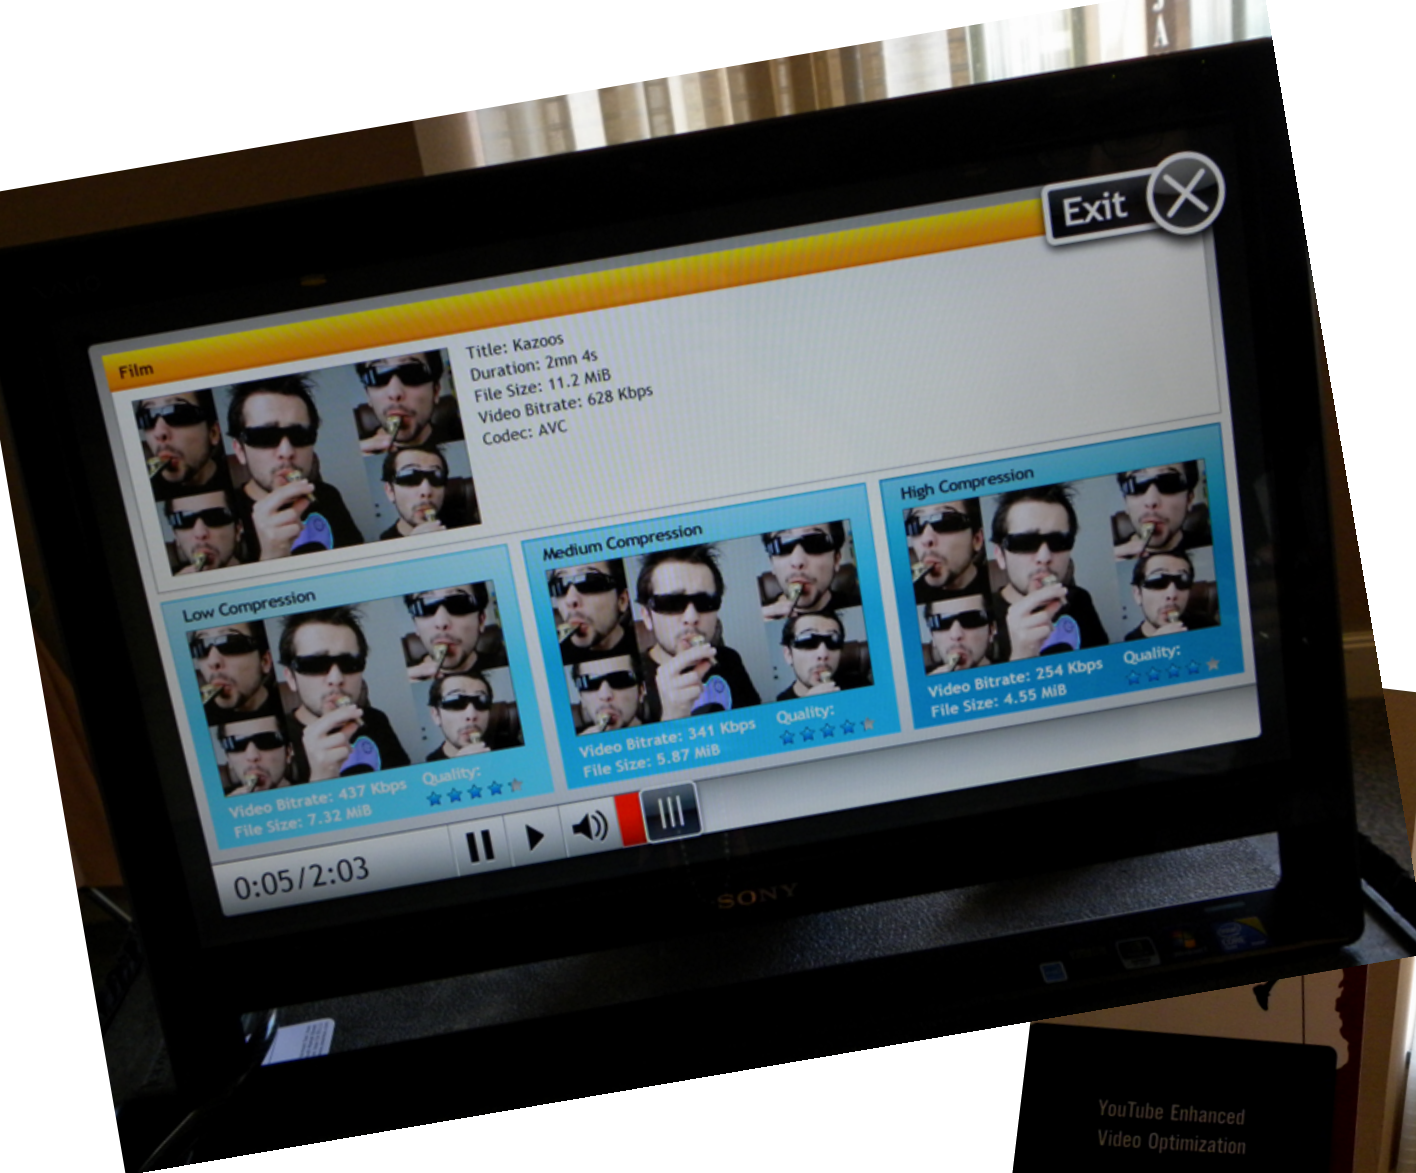 JA
Exit
Film
Title: Kazoos
Duration: 2mn 4s
File Size: 11.2 MiB
Video Bitrate: 628 Kbps
Codec: AVC
Low Compression
Video Bitrate: 437 Kbps
File Size: 7.32 MiB
Quality:
Medium Compression
Video Bitrate: 341 Kbps
File Size: 5.87 MiB
Quality:
High Compression
Video Bitrate: 254 Kbps
File Size: 4.55 MiB
Quality:
0:05/2:03
SONY
YouTube Enhanced
Video Optimization